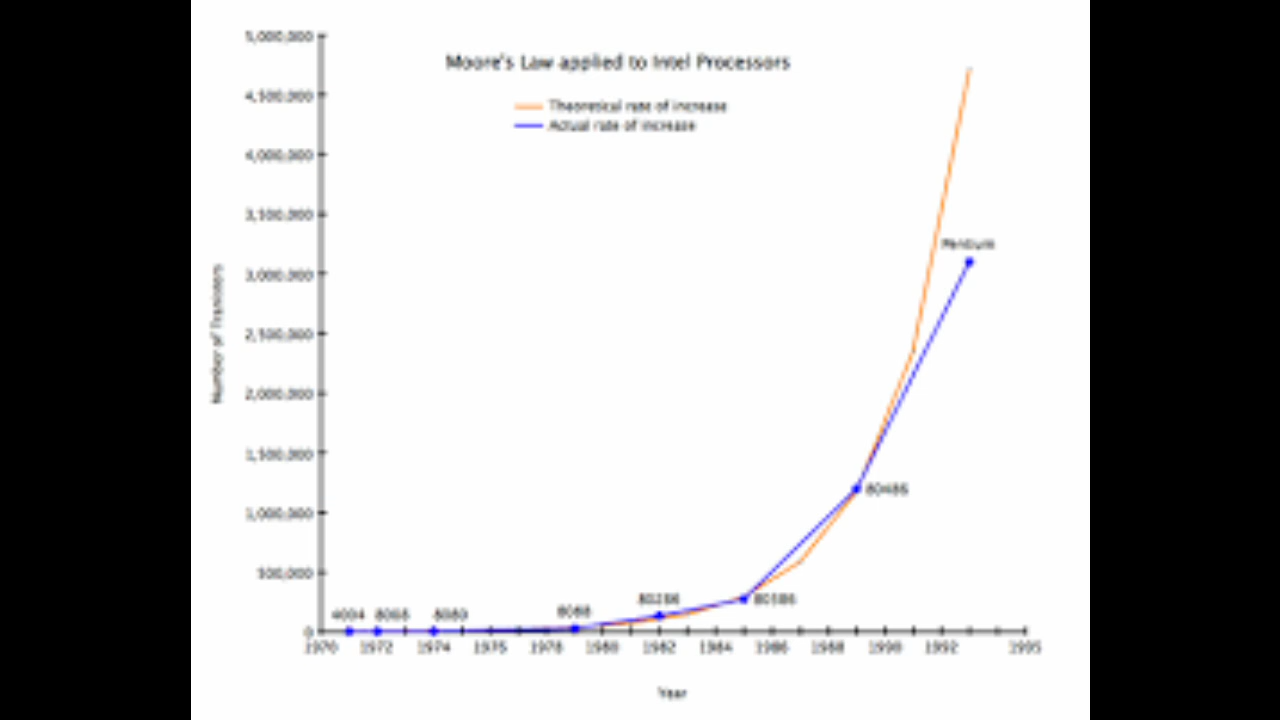 Moore's Law applied to Intel Processors
Theoretical rate of increase
Actual rate of increase
5,000,000
4,500,000
4,000,000
3,500,000
3,000,000
2,500,000
2,000,000
1,500,000
1,000,000
500,000
0
Number of Transistors
Pentium
80486
80386
80286
8088
4004 8008 8080
1970 1972 1974 1976 1978 1980 1982 1984 1986 1988 1990 1992 1995
Year